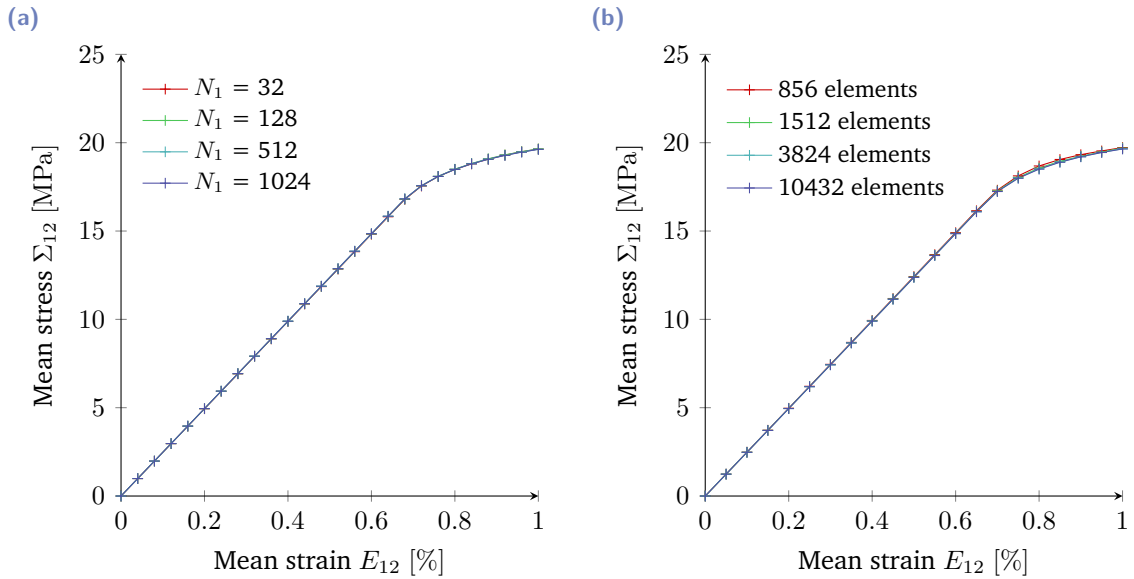 (a)
25
20
15
10
5
0
Mean stress Σ₁₂ [MPa]
N₁ = 32
N₁ = 128
N₁ = 512
N₁ = 1024
0 0.2 0.4 0.6 0.8 1
Mean strain E₁₂ [%]
(b)
25
20
15
10
5
0
Mean stress Σ₁₂ [MPa]
856 elements
1512 elements
3824 elements
10432 elements
0 0.2 0.4 0.6 0.8 1
Mean strain E₁₂ [%]